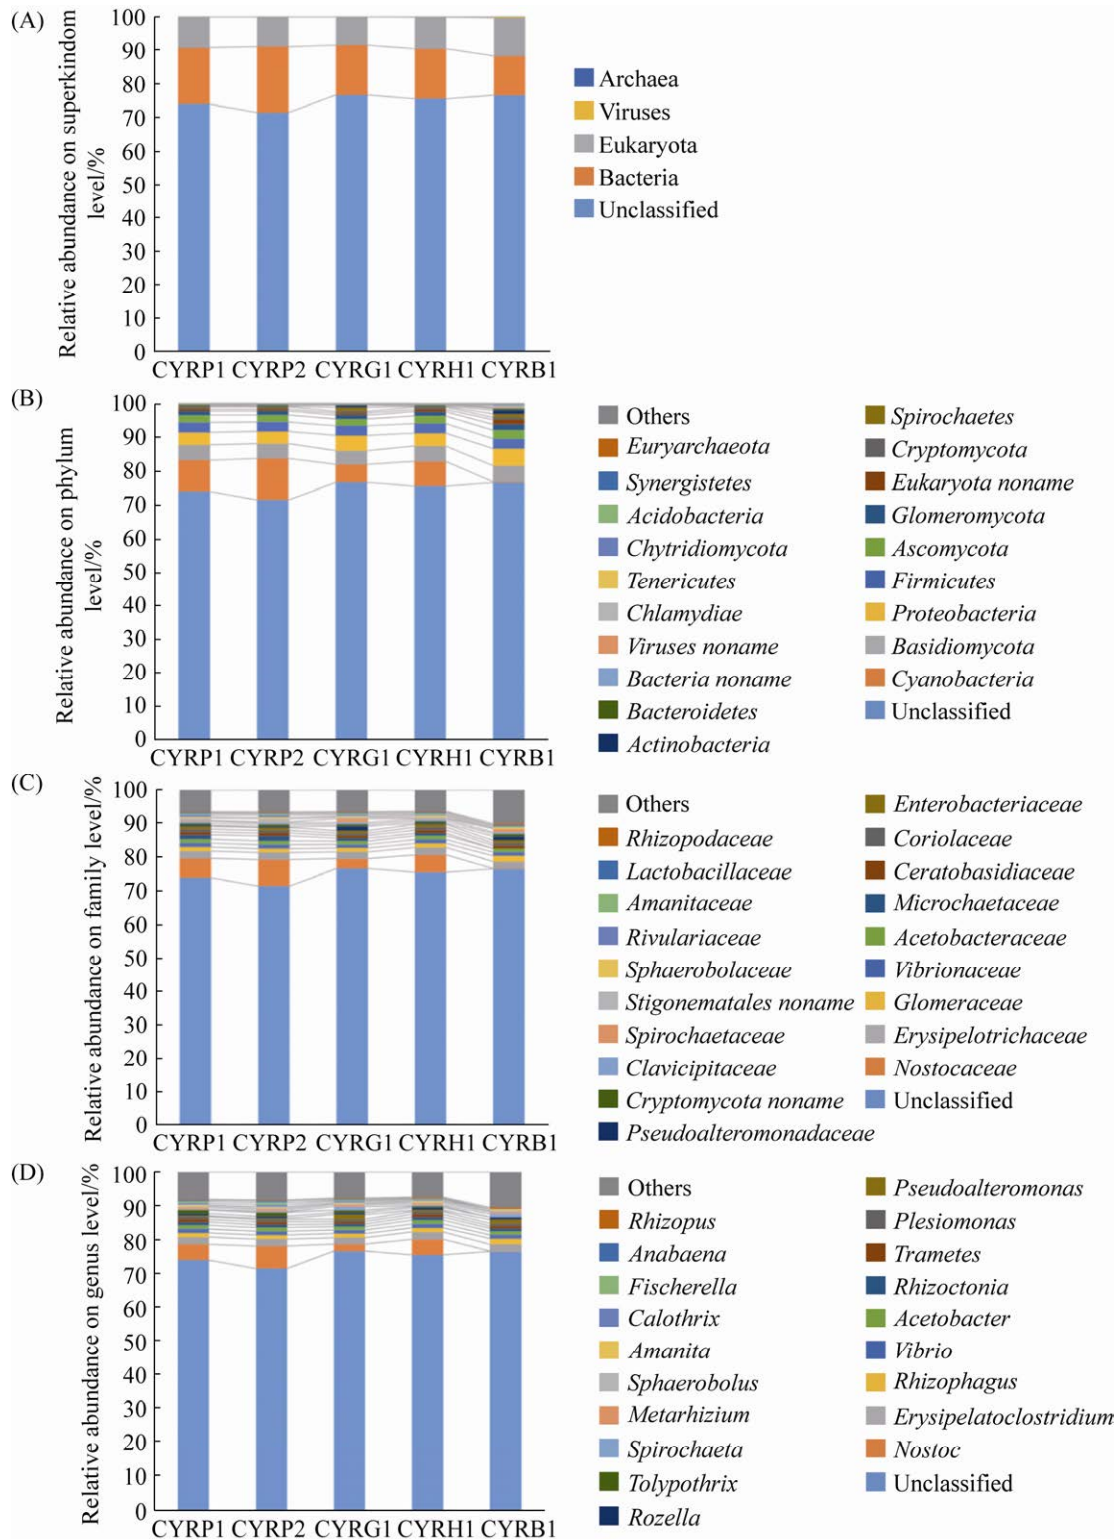 (A)
Relative abundance on superkindom
level/%
100
90
80
70
60
50
40
30
20
10
0
CYRP1 CYRP2 CYRG1 CYRH1 CYRB1
Archaea
Viruses
Eukaryota
Bacteria
Unclassified
(B)
Relative abundance on phylum
level/%
100
90
80
70
60
50
40
30
20
10
0
CYRP1 CYRP2 CYRG1 CYRH1 CYRB1
Others
Euryarchaeota
Synergistetes
Acidobacteria
Chytridiomycota
Tenericutes
Chlamydiae
Viruses noname
Bacteria noname
Bacteroidetes
Actinobacteria
Spirochaetes
Cryptomycota
Eukaryota noname
Glomeromycota
Ascomycota
Firmicutes
Proteobacteria
Basidiomycota
Cyanobacteria
Unclassified
(C)
Relative abundance on family level/%
100
90
80
70
60
50
40
30
20
10
0
CYRP1 CYRP2 CYRG1 CYRH1 CYRB1
Others
Rhizopodaceae
Lactobacillaceae
Amanitaceae
Rivulariaceae
Sphaerobolaceae
Stigonematales noname
Spirochaetaceae
Clavicipitaceae
Cryptomycota noname
Pseudoalteromonadaceae
Enterobacteriaceae
Coriolaceae
Ceratobasidiaceae
Microchaetaceae
Acetobacteraceae
Vibrionaceae
Glomeraceae
Erysipelotrichaceae
Nostocaceae
Unclassified
(D)
Relative abundance on genus level/%
100
90
80
70
60
50
40
30
20
10
0
CYRP1 CYRP2 CYRG1 CYRH1 CYRB1
Others
Rhizopus
Anabaena
Fischerella
Calothrix
Amanita
Sphaerobolus
Metarhizium
Spirochaeta
Tolypothrix
Rozella
Pseudoalteromonas
Plesiomonas
Trametes
Rhizoctonia
Acetobacter
Vibrio
Rhizophagus
Erysipelatoclostridium
Nostoc
Unclassified